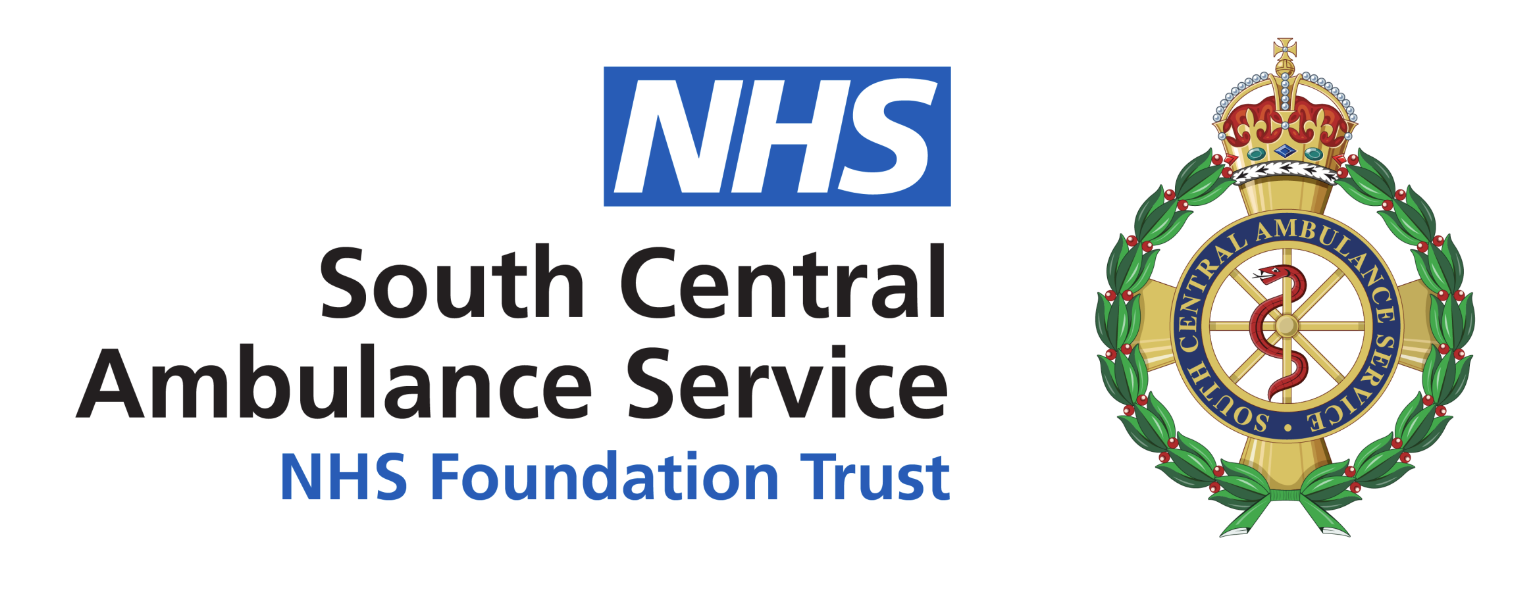 NHS
South Central
Ambulance Service
NHS Foundation Trust
SOUTH CENTRAL AMBULANCE SERVICE •